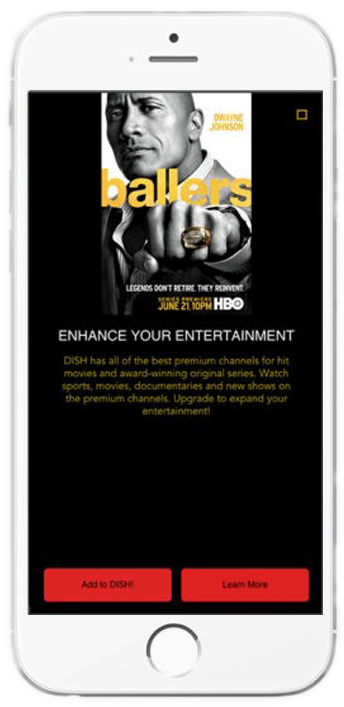 DWAYNE
JOHNSON
ballers
LEGENDS DON'T RETIRE. THEY REINVENT.
SERIES PREMIERE
JUNE 21, 10PM HBO
ENHANCE YOUR ENTERTAINMENT
DISH has all of the best premium channels for hit
movies and award-winning original series. Watch
sports, movies, documentaries and new shows on
the premium channels. Upgrade to expand your
entertainment!
Add to DISH! Learn More